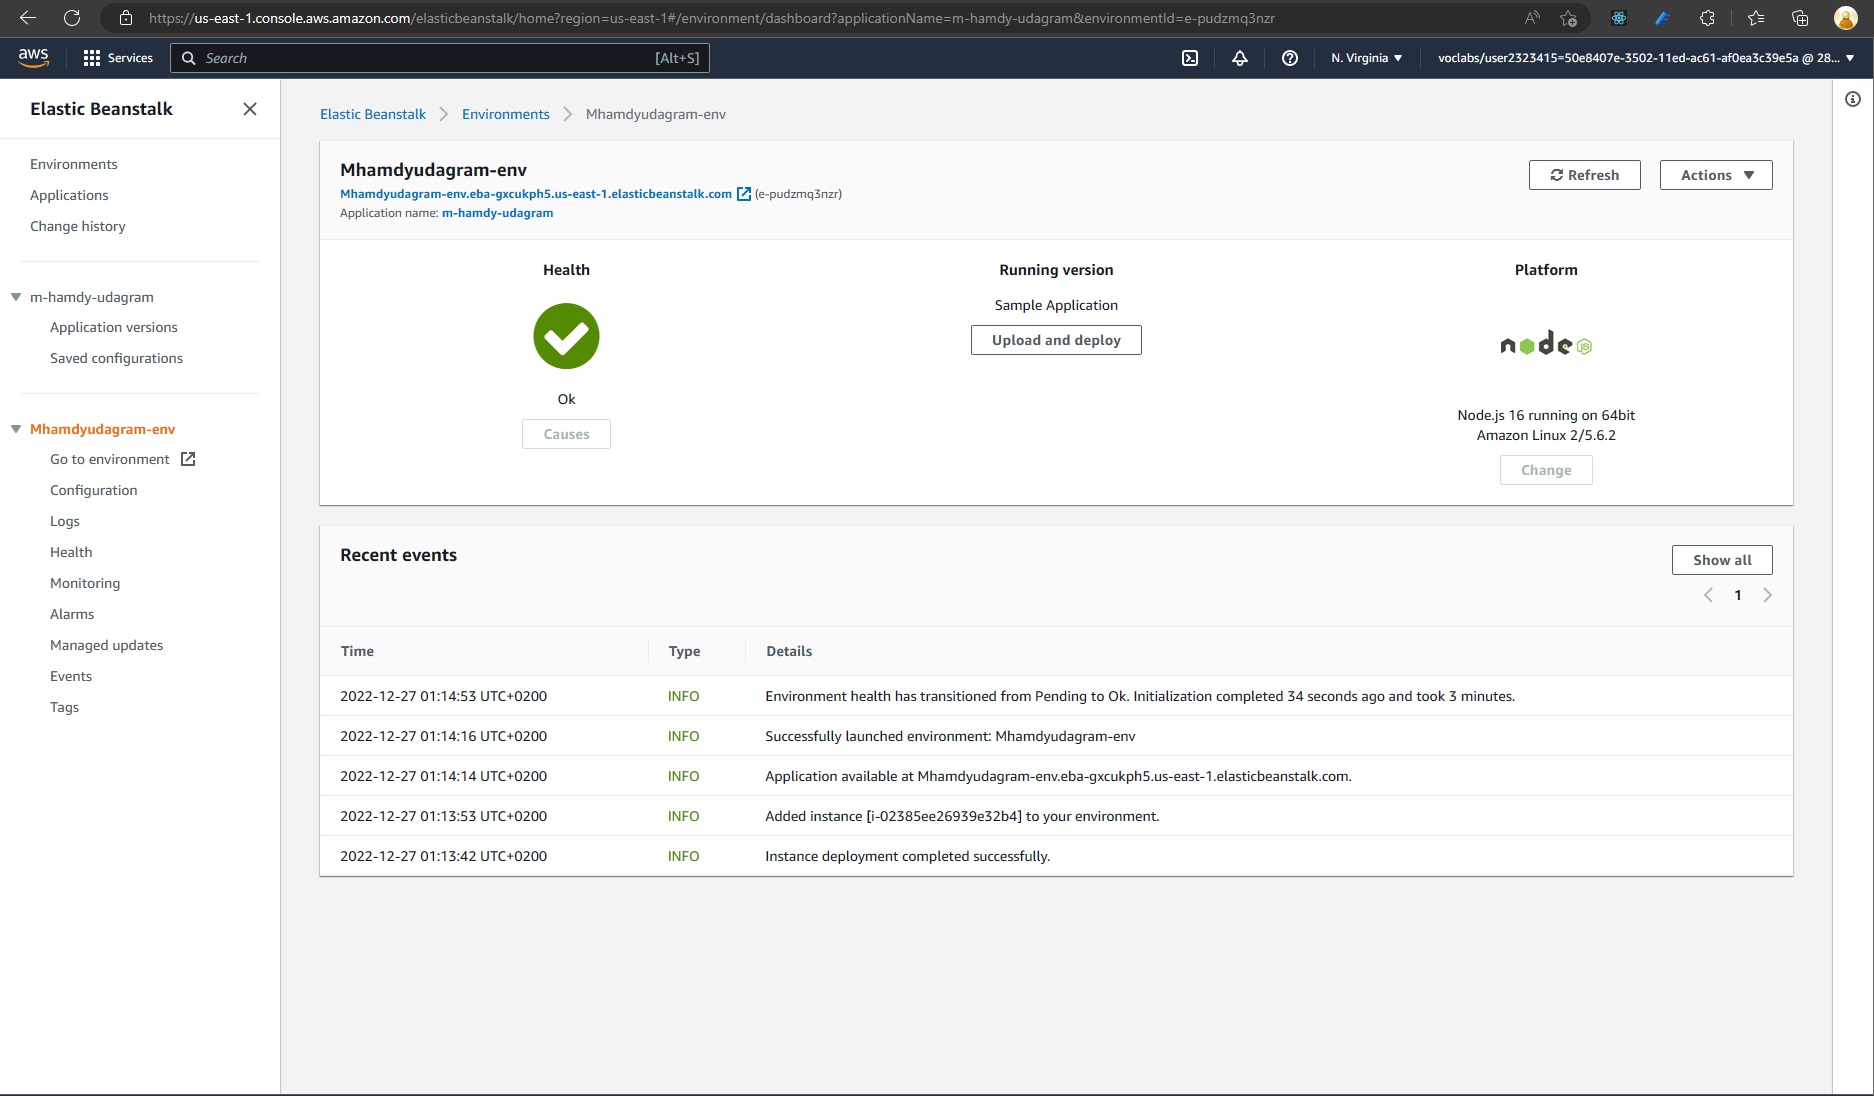 https://us-east-1.console.aws.amazon.com/elasticbeanstalk/home?region=us-east-1#/environment/dashboard?applicationName=m-hamdy-udagram&environmentId=e-pudzmq3nzr
aws
Services
Search
[Alt+S]
N. Virginia
voclabs/user2323415=50e8407e-3502-11ed-ac61-af0ea3c39e5a @ 28...
Elastic Beanstalk
Environments
Applications
Change history
m-hamdy-udagram
Application versions
Saved configurations
Mhamdyudagram-env
Go to environment
Configuration
Logs
Health
Monitoring
Alarms
Managed updates
Events
Tags
Elastic Beanstalk
Environments
Mhamdyudagram-env
Mhamdyudagram-env
Mhamdyudagram-env.eba-gxcukph5.us-east-1.elasticbeanstalk.com (e-pudzmq3nzr)
Application name: m-hamdy-udagram
Refresh
Actions
Health
Ok
Causes
Running version
Sample Application
Upload and deploy
Platform
node
JS
Node.js 16 running on 64bit
Amazon Linux 2/5.6.2
Change
Recent events
Show all
1
Time Type Details
2022-12-27 01:14:53 UTC+0200 INFO Environment health has transitioned from Pending to Ok. Initialization completed 34 seconds ago and took 3 minutes.
2022-12-27 01:14:16 UTC+0200 INFO Successfully launched environment: Mhamdyudagram-env
2022-12-27 01:14:14 UTC+0200 INFO Application available at Mhamdyudagram-env.eba-gxcukph5.us-east-1.elasticbeanstalk.com.
2022-12-27 01:13:53 UTC+0200 INFO Added instance [i-02385ee26939e32b4] to your environment.
2022-12-27 01:13:42 UTC+0200 INFO Instance deployment completed successfully.